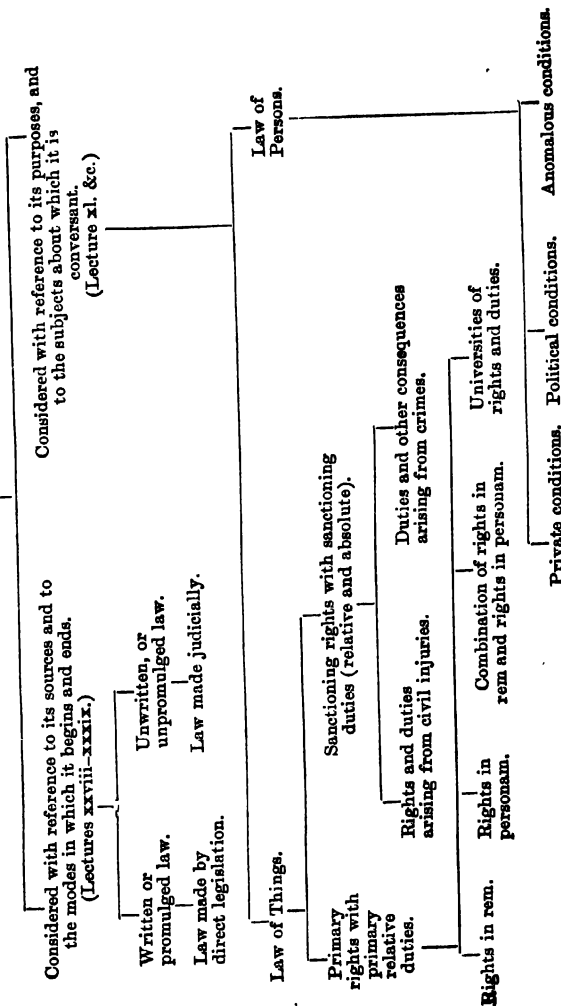 Considered with reference to its sources and to
the modes in which it begins and ends.
(Lectures xxviii–xxxix.)
Considered with reference to its purposes, and
to the subjects about which it is
conversant.
(Lecture xl. &c.)
Written or
promulged law.
Unwritten, or
unpromulged law.
Law made by
direct legislation.
Law made judicially.
Law of Things.
Law of
Persons.
Primary
rights with
primary
relative
duties.
Sanctioning rights with sanctioning
duties (relative and absolute).
Rights and duties
arising from civil injuries.
Duties and other consequences
arising from crimes.
Rights in rem.
Rights in
personam.
Combination of rights in
rem and rights in personam.
Universities of
rights and duties.
Private conditions.
Political conditions.
Anomalous conditions.